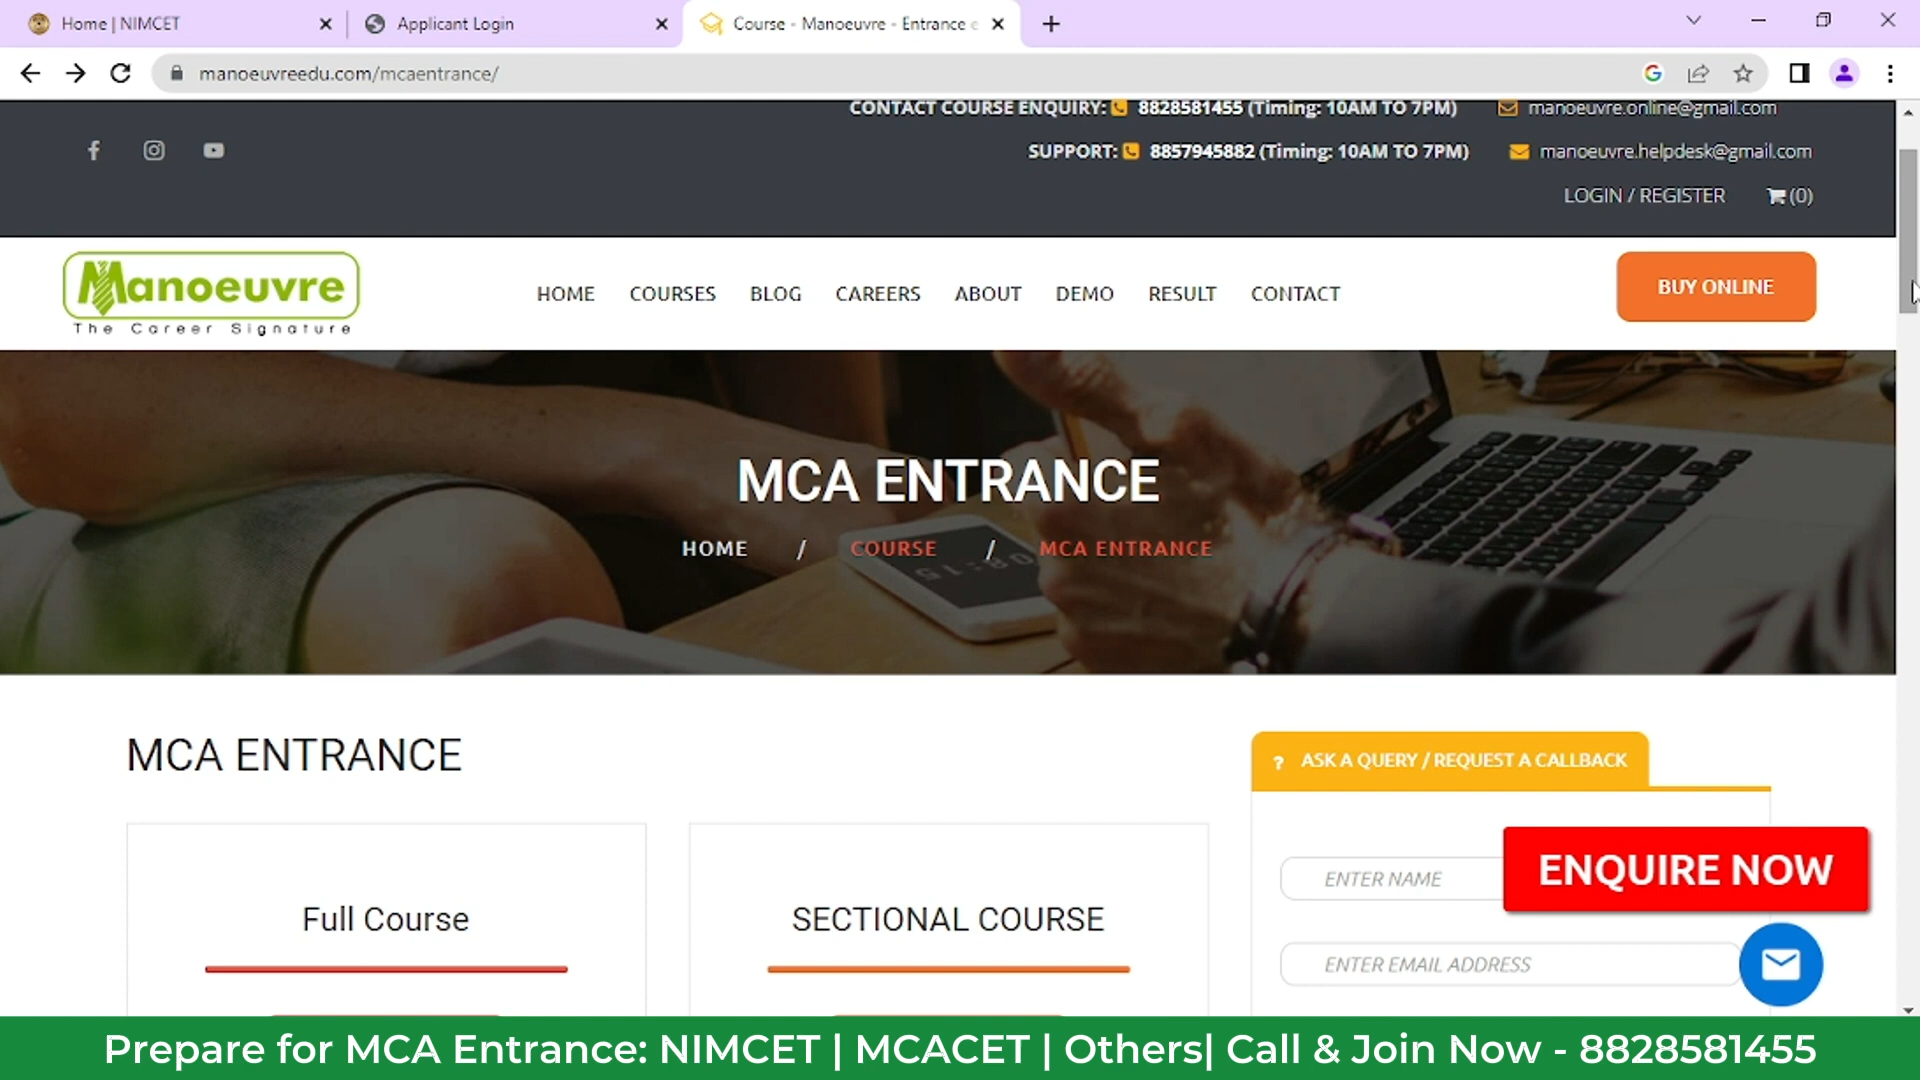 Home | NIMCET
Applicant Login
Course - Manoeuvre - Entrance e
manoeuvreedu.com/mcaentrance/
CONTACT COURSE ENQUIRY: 8828581455 (Timing: 10AM TO 7PM) manoeuvre.online@gmail.com
SUPPORT: 8857945882 (Timing: 10AM TO 7PM) manoeuvre.helpdesk@gmail.com
LOGIN / REGISTER (0)
Manoeuvre
The Career Signature
HOME COURSES BLOG CAREERS ABOUT DEMO RESULT CONTACT
BUY ONLINE
MCA ENTRANCE
HOME / COURSE / MCA ENTRANCE
08:15
MCA ENTRANCE
? ASK A QUERY / REQUEST A CALLBACK
Full Course
SECTIONAL COURSE
ENTER NAME
ENQUIRE NOW
ENTER EMAIL ADDRESS
Prepare for MCA Entrance: NIMCET | MCACET | Others| Call & Join Now - 8828581455